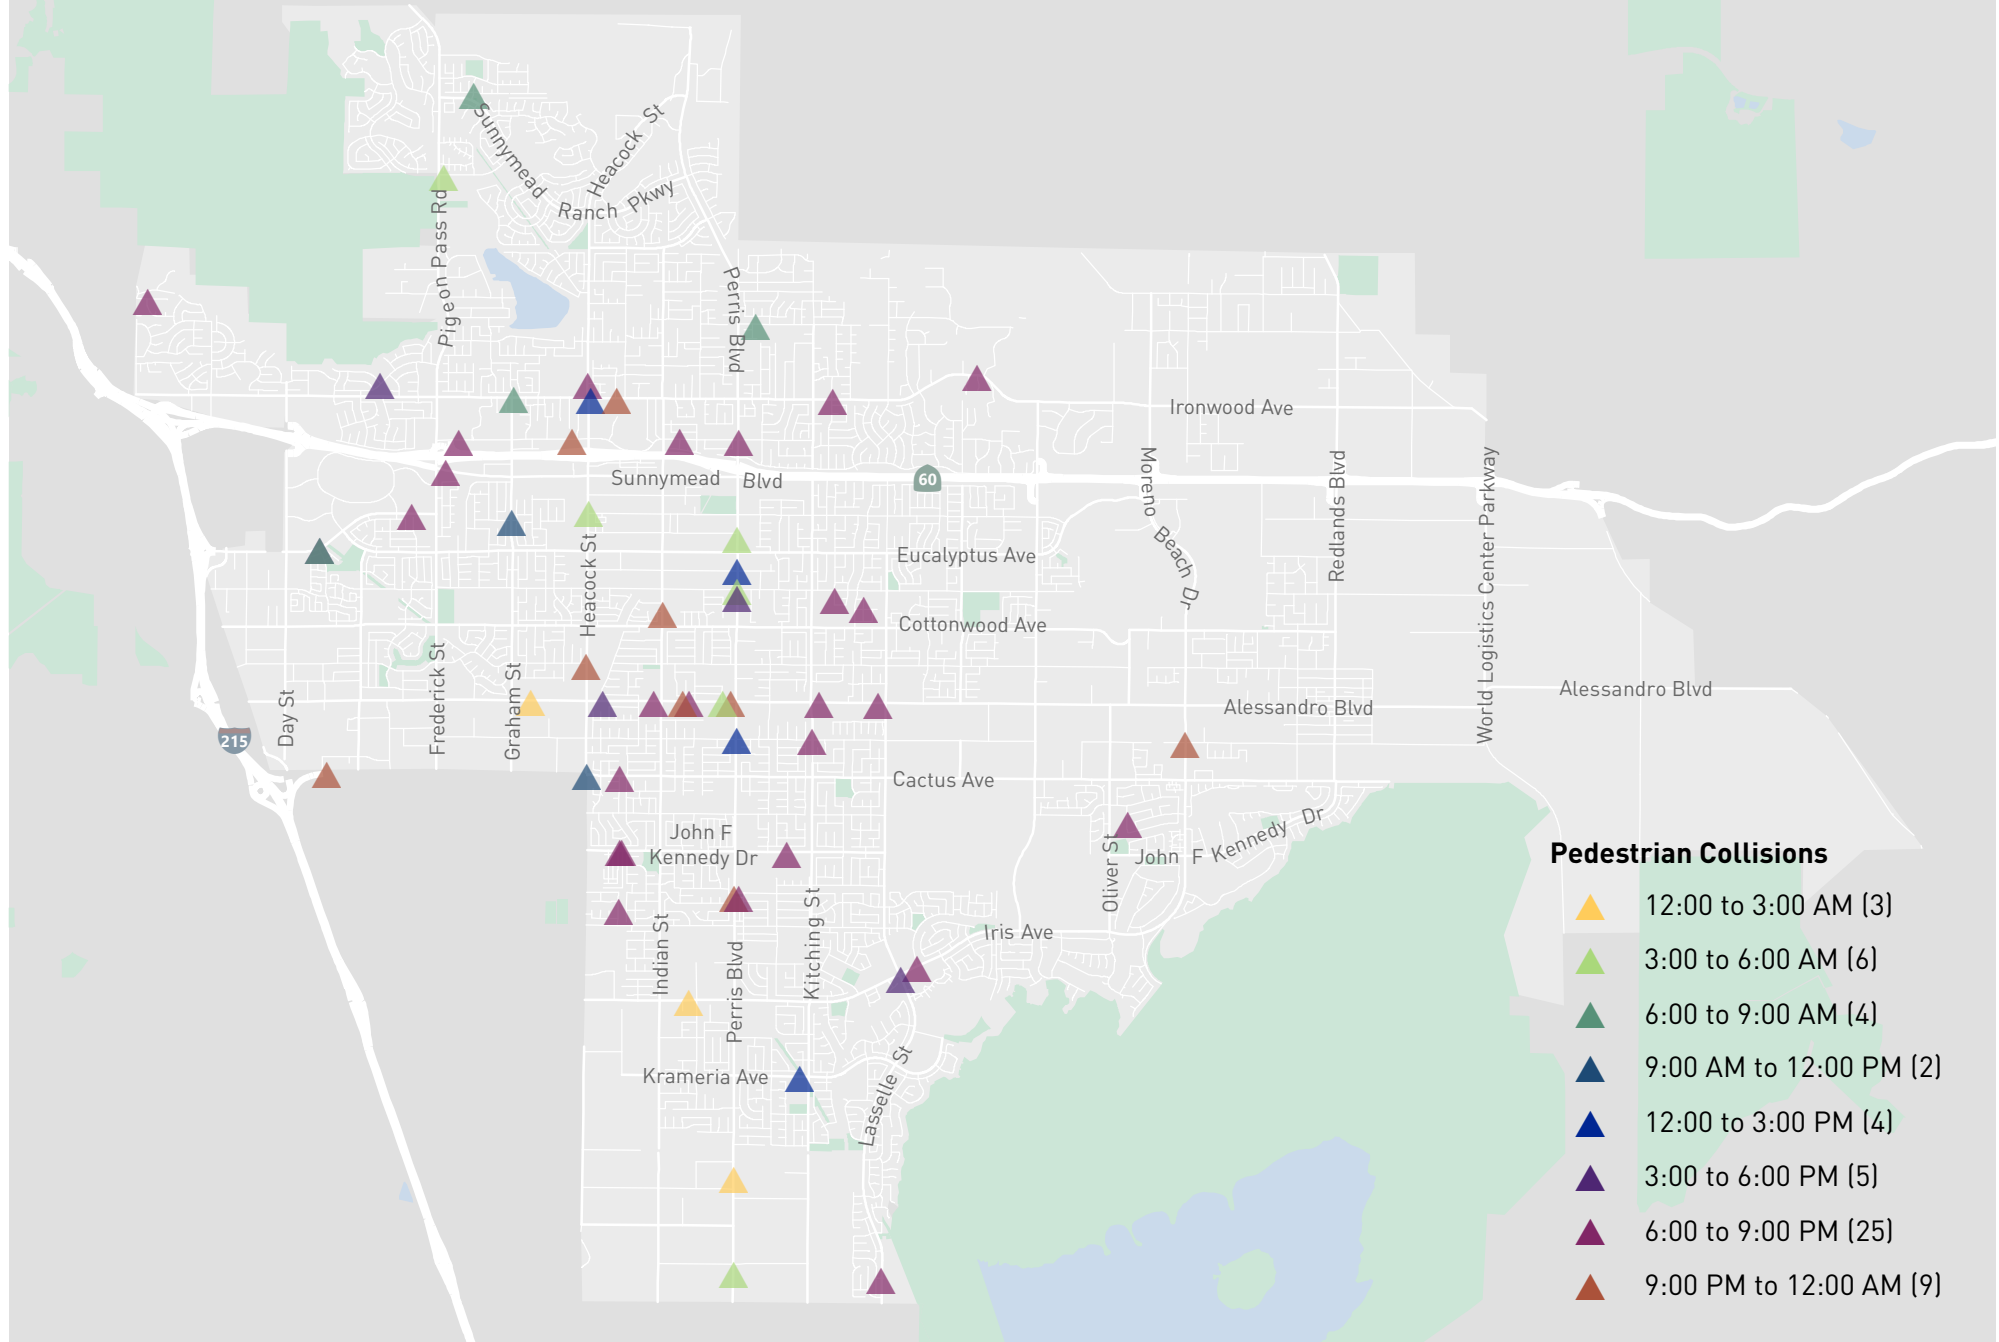 Sunnymead
Ranch
Pkwy
Heacock St
Pigeon Pass Rd
Perris Blvd
Ironwood Ave
Sunnymead Blvd
60
Moreno Beach Dr
Redlands Blvd
World Logistics Center Parkway
Eucalyptus Ave
Heacock St
Cottonwood Ave
Frederick St
Graham St
Day St
215
Alessandro Blvd
Alessandro Blvd
Cactus Ave
John F
Kennedy Dr
Oliver St
John F Kennedy Dr
Indian St
Perris Blvd
Kitching St
Iris Ave
Krameria Ave
Lasselle St
Pedestrian Collisions
12:00 to 3:00 AM (3)
3:00 to 6:00 AM (6)
6:00 to 9:00 AM (4)
9:00 AM to 12:00 PM (2)
12:00 to 3:00 PM (4)
3:00 to 6:00 PM (5)
6:00 to 9:00 PM (25)
9:00 PM to 12:00 AM (9)